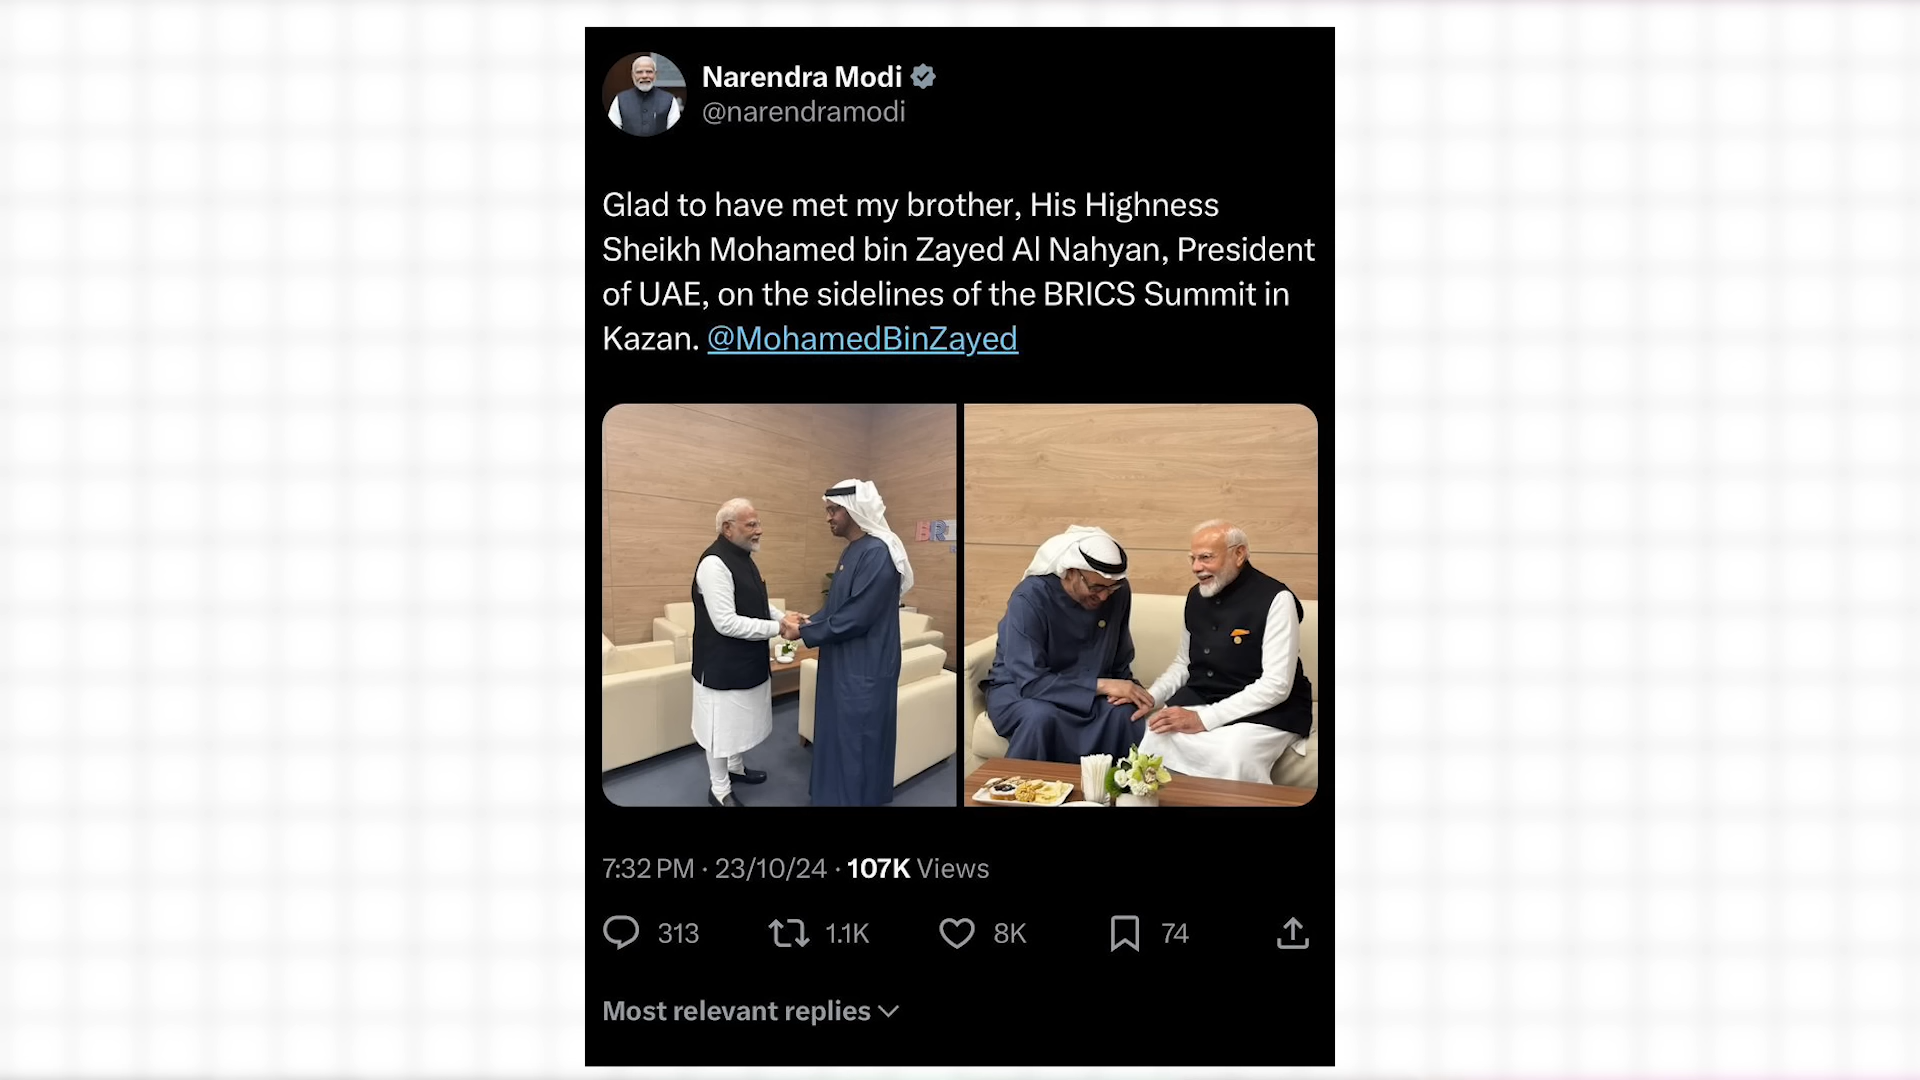 Narendra Modi
@narendramodi
Glad to have met my brother, His Highness
Sheikh Mohamed bin Zayed Al Nahyan, President
of UAE, on the sidelines of the BRICS Summit in
Kazan. @MohamedBinZayed
BRI
7:32 PM · 23/10/24 · 107K Views
313 1.1K 8K 74
Most relevant replies